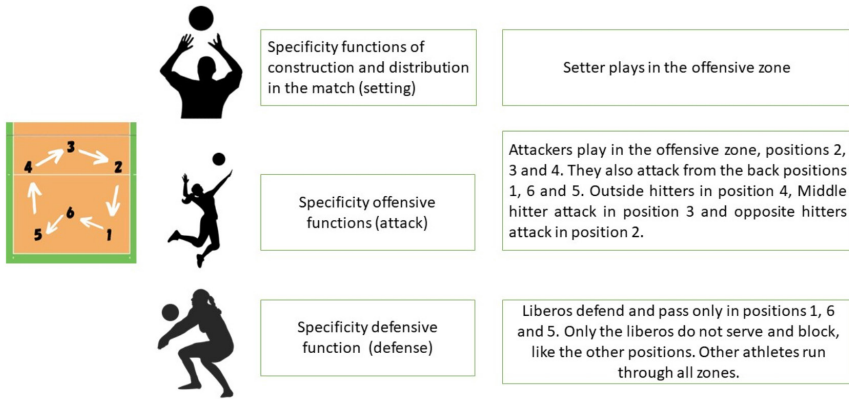 Specificity functions of
construction and distribution
in the match (setting)
Setter plays in the offensive zone
3
4
2
6
5
1
Specificity offensive
functions (attack)
Attackers play in the offensive zone, positions 2,
3 and 4. They also attack from the back positions
1, 6 and 5. Outside hitters in position 4, Middle
hitter attack in position 3 and opposite hitters
attack in position 2.
Specificity defensive
function (defense)
Liberos defend and pass only in positions 1, 6
and 5. Only the liberos do not serve and block,
like the other positions. Other athletes run
through all zones.